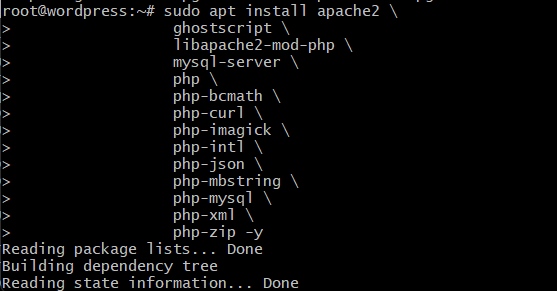 root@wordpress:~# sudo apt install apache2 \
>                 ghostscript \
>                 libapache2-mod-php \
>                 mysql-server \
>                 php \
>                 php-bcmath \
>                 php-curl \
>                 php-imagick \
>                 php-intl \
>                 php-json \
>                 php-mbstring \
>                 php-mysql \
>                 php-xml \
>                 php-zip -y
Reading package lists... Done
Building dependency tree
Reading state information... Done